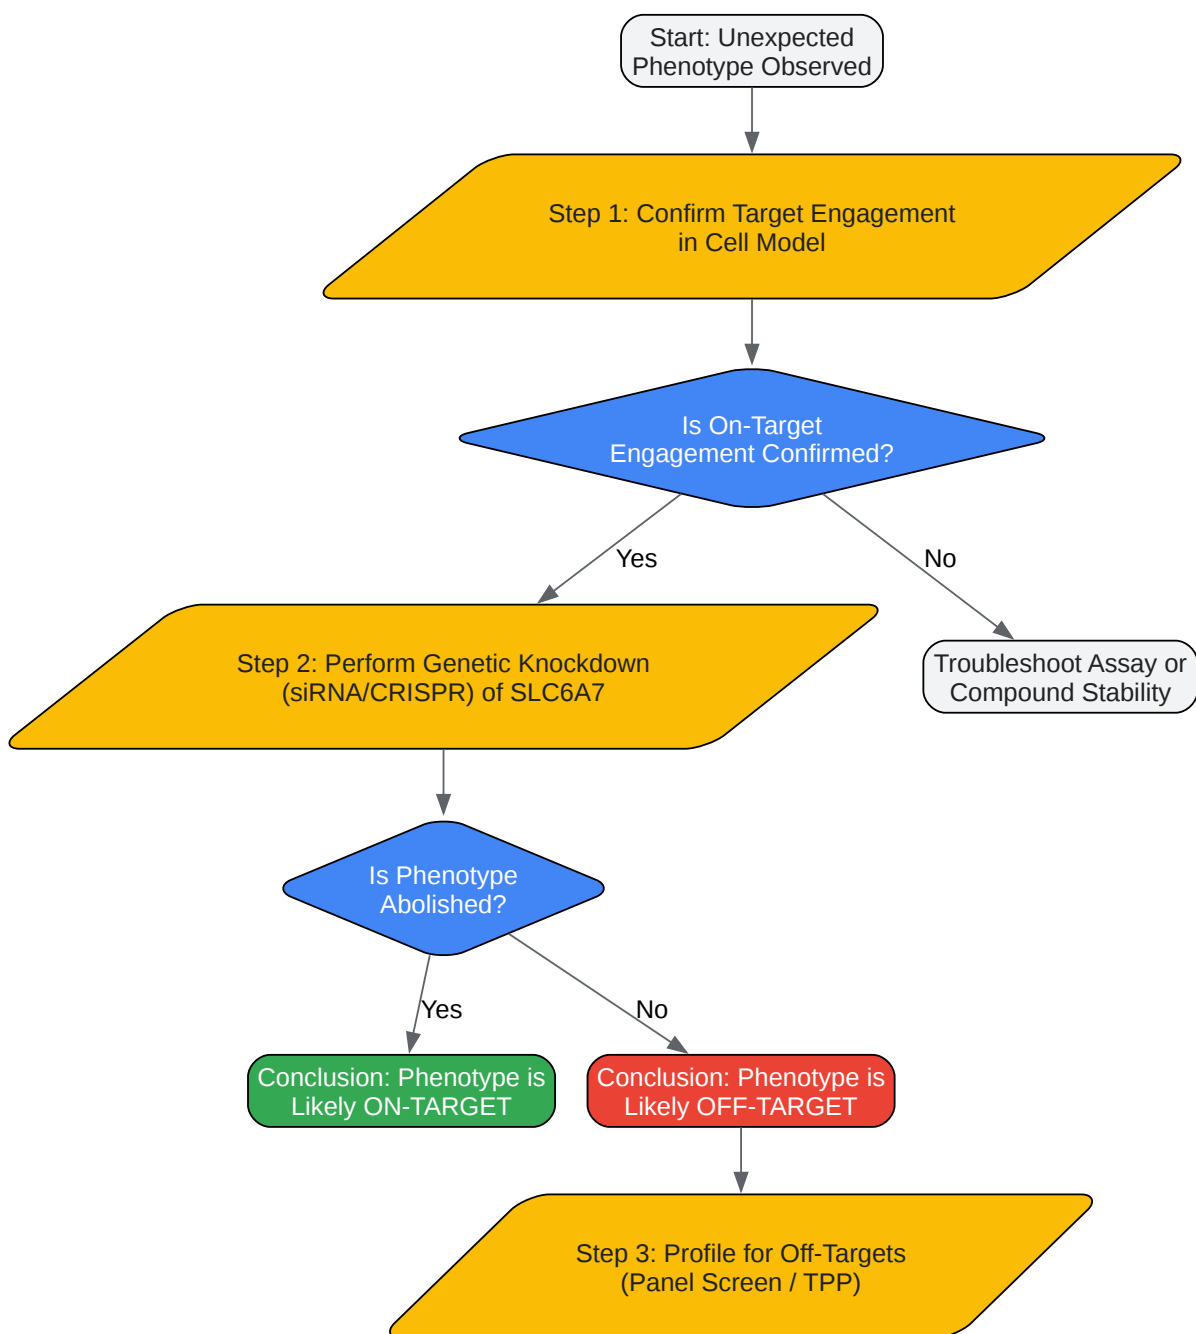 Start: Unexpected
Phenotype Observed
Step 1: Confirm Target Engagement
in Cell Model
Is On-Target
Engagement Confirmed?
Yes
No
Step 2: Perform Genetic Knockdown
(siRNA/CRISPR) of SLC6A7
Troubleshoot Assay or
Compound Stability
Is Phenotype
Abolished?
Yes
No
Conclusion: Phenotype is
Likely ON-TARGET
Conclusion: Phenotype is
Likely OFF-TARGET
Step 3: Profile for Off-Targets
(Panel Screen / TPP)